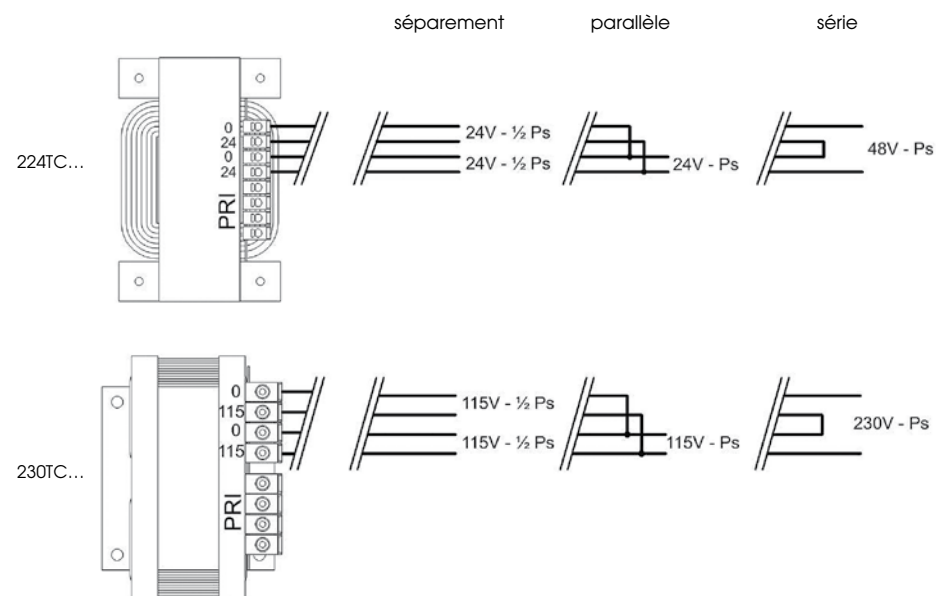 séparement parallèle série
224TC...
0
24
0
24
PRI
24V - ½ Ps
24V - ½ Ps
24V - Ps
48V - Ps
230TC...
0
115
0
115
PRI
115V - ½ Ps
115V - ½ Ps
115V - Ps
230V - Ps